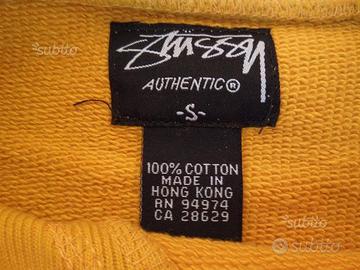 subito
Stüssy
AUTHENTIC®
-S-
100% COTTON
MADE IN
HONG KONG
RN 94974
CA 28629
subito
subito